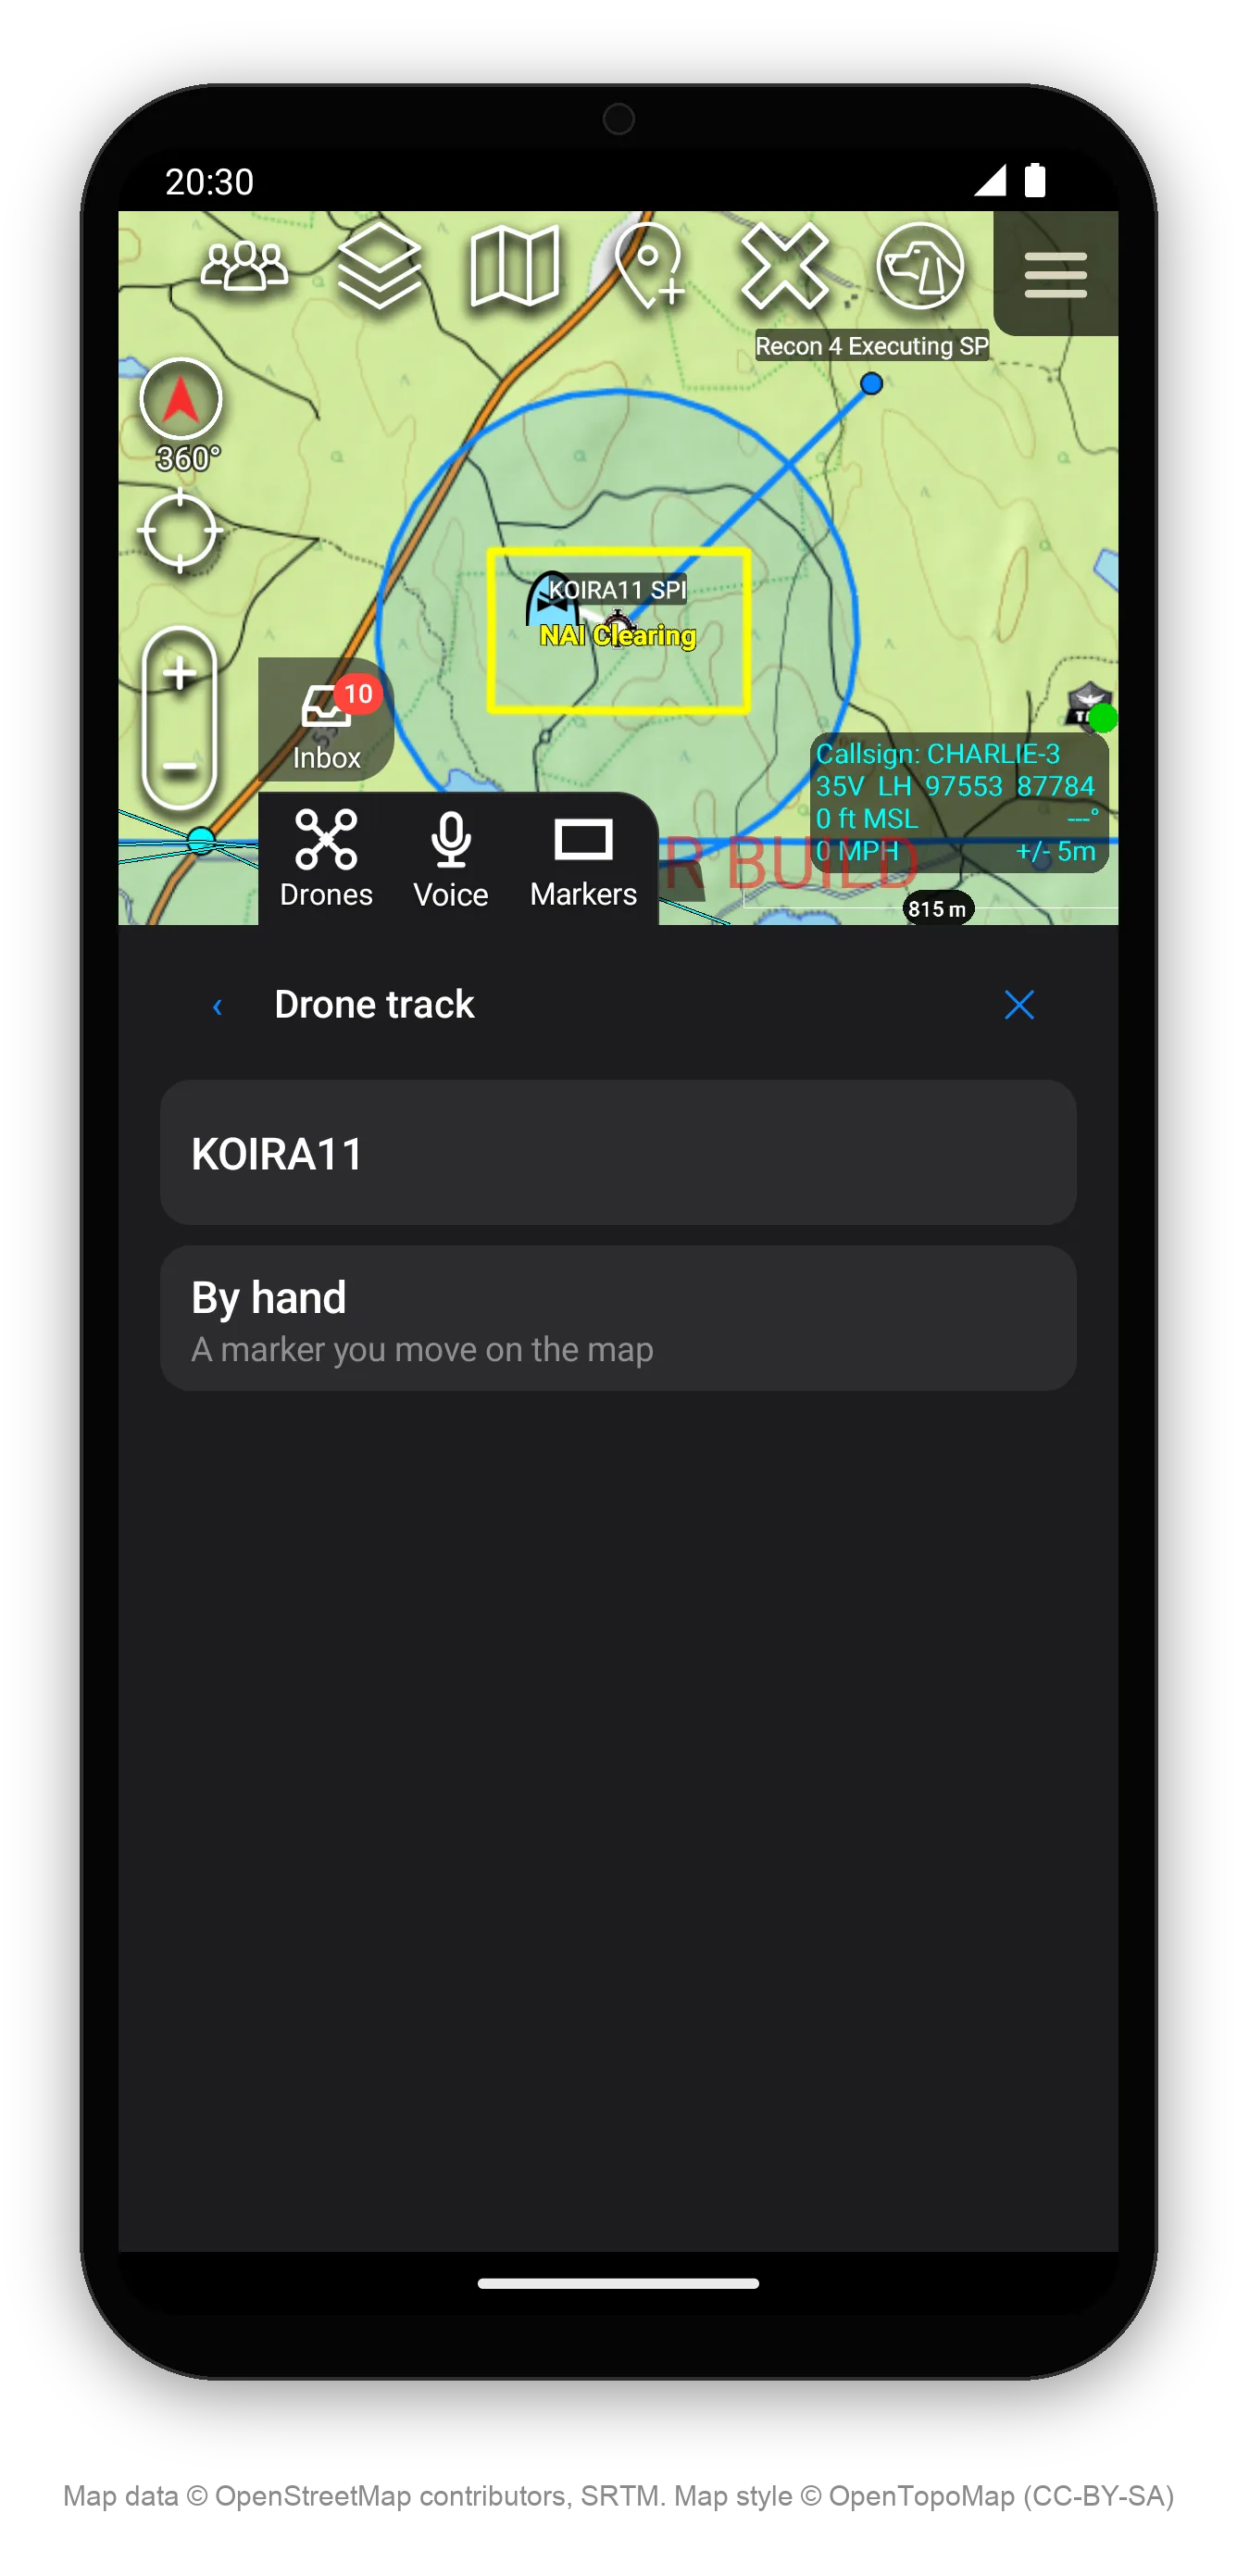 20:30
Recon 4 Executing SP
360°
KOIRA11 SPI
NAI Clearing
10
Inbox
Callsign: CHARLIE-3
35V LH 97553 87784
0 ft MSL ---°
0 MPH +/- 5m
R BUILD
Drones Voice Markers
815 m
‹ Drone track
KOIRA11
By hand
A marker you move on the map
Map data © OpenStreetMap contributors, SRTM. Map style © OpenTopoMap (CC-BY-SA)